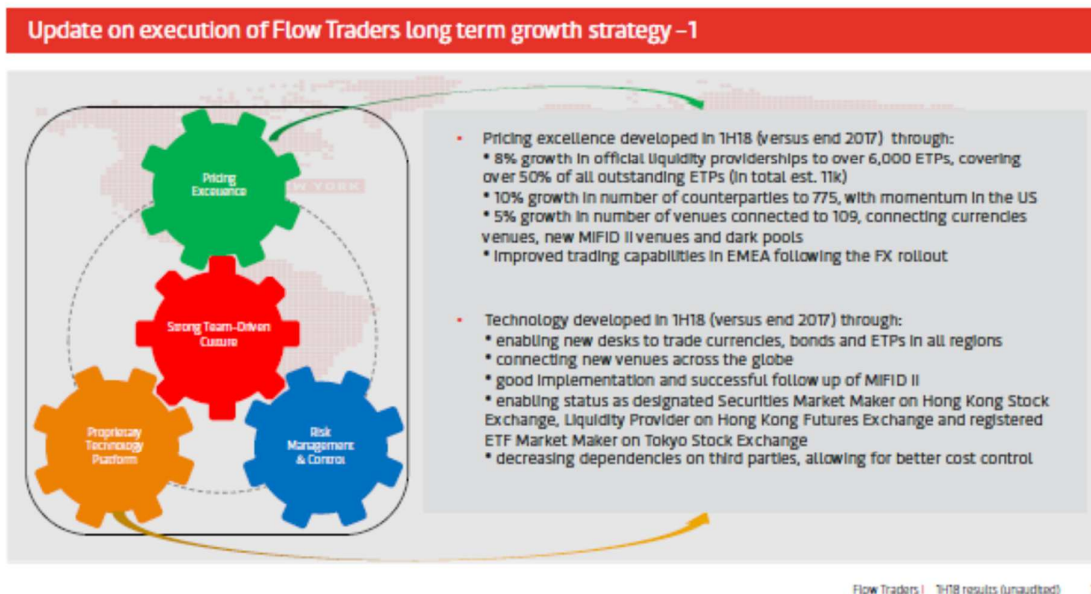 Update on execution of Flow Traders long term growth strategy –1
Pricing
Excellence
W YORK
Strong Team-Driven
Culture
Proprietary
Technology
Platform
Risk
Management
& Control
• Pricing excellence developed in 1H18 (versus end 2017) through:
* 8% growth in official liquidity providerships to over 6,000 ETPs, covering
over 50% of all outstanding ETPs (in total est. 11k)
* 10% growth in number of counterparties to 775, with momentum in the US
* 5% growth in number of venues connected to 109, connecting currencies
venues, new MIFID II venues and dark pools
* Improved trading capabilities in EMEA following the FX rollout
• Technology developed in 1H18 (versus end 2017) through:
* enabling new desks to trade currencies, bonds and ETPs in all regions
* connecting new venues across the globe
* good implementation and successful follow up of MIFID II
* enabling status as designated Securities Market Maker on Hong Kong Stock
Exchange, Liquidity Provider on Hong Kong Futures Exchange and registered
ETF Market Maker on Tokyo Stock Exchange
* decreasing dependencies on third parties, allowing for better cost control
Flow Traders | 1H18 results (unaudited)